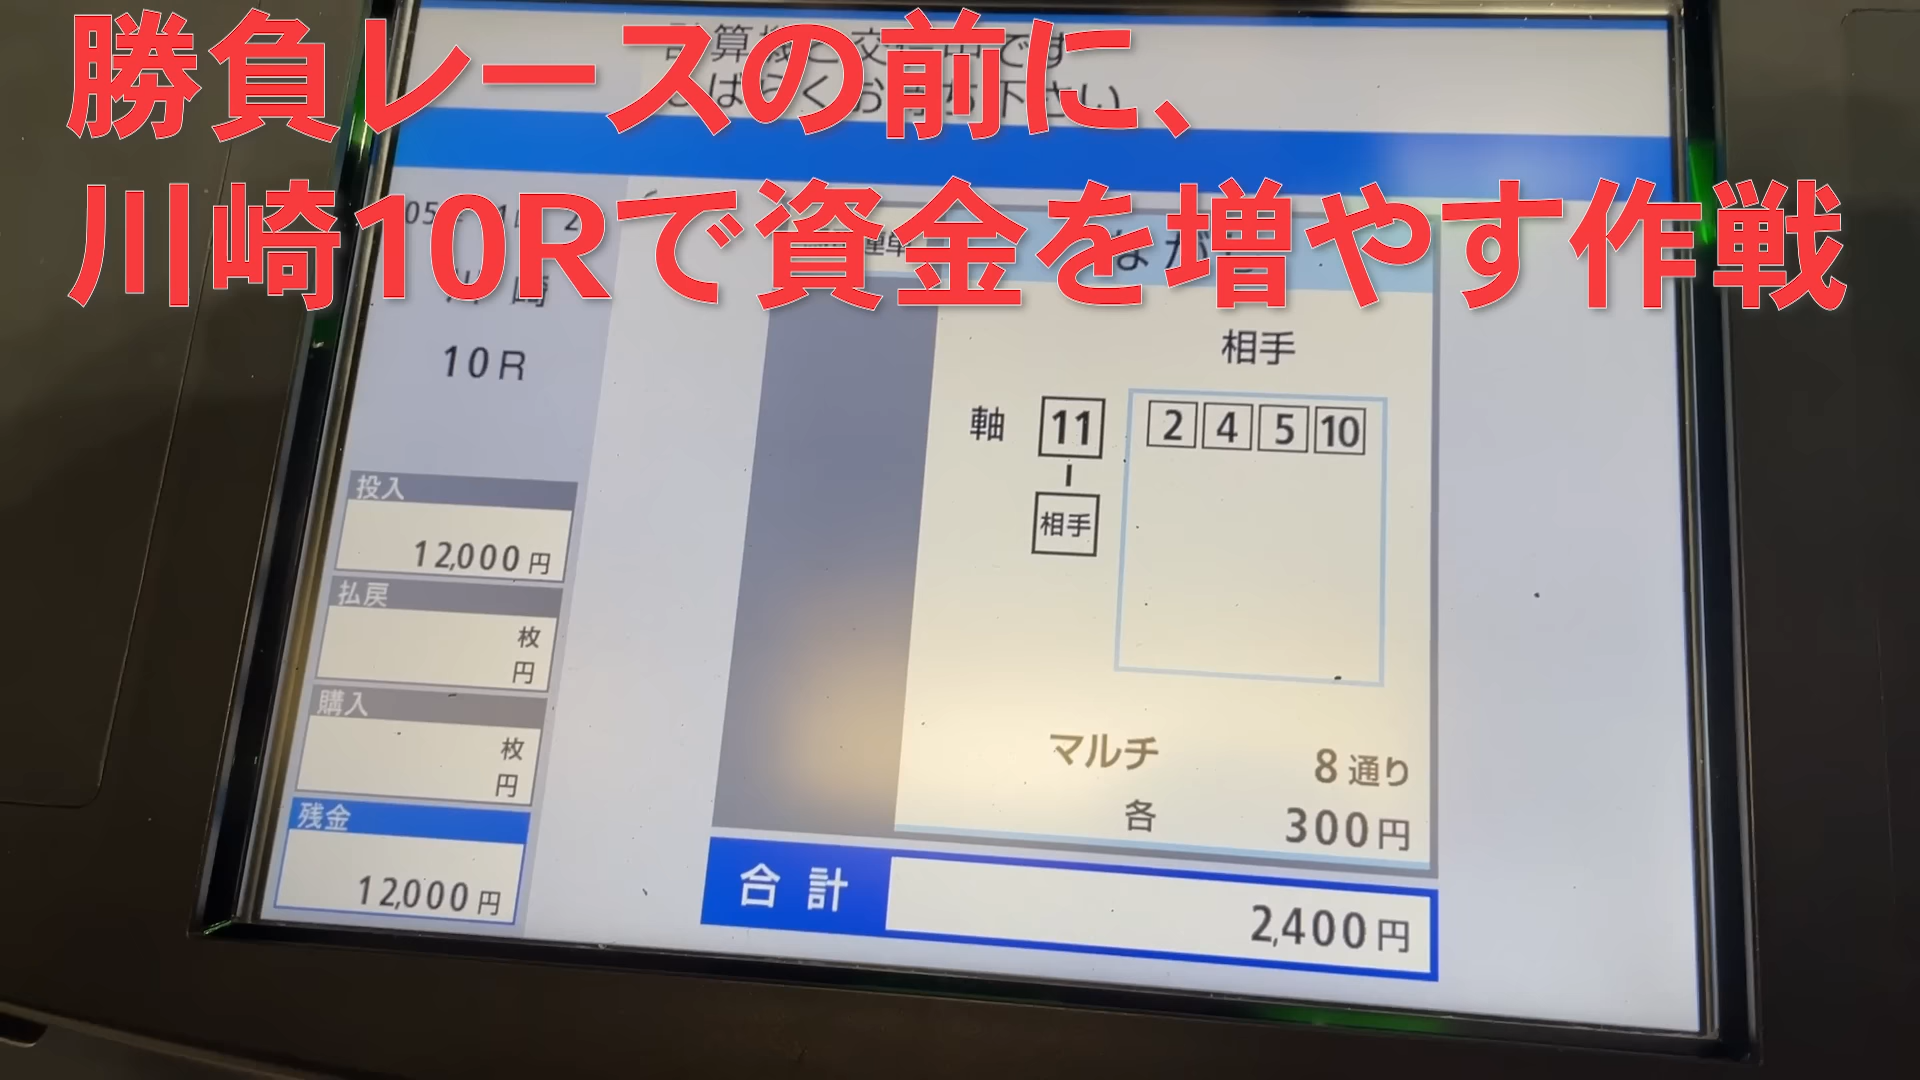 勝負レースの前に、
川崎10Rで資金を増やす作戦
10R
相手
軸 11 2 4 5 10
相手
投入
12,000円
払戻
枚
円
購入
枚
円
残金
12,000円
マルチ 8通り
各 300円
合計 2,400円